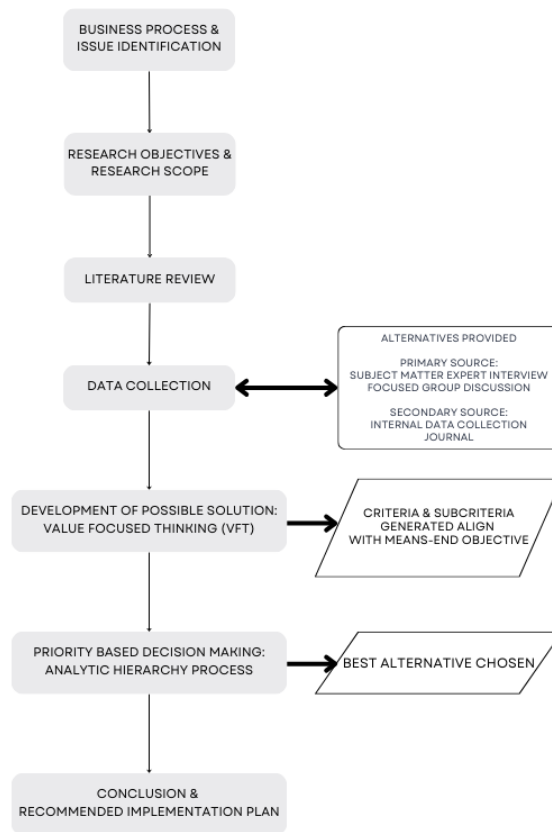 BUSINESS PROCESS &
ISSUE IDENTIFICATION
RESEARCH OBJECTIVES &
RESEARCH SCOPE
LITERATURE REVIEW
DATA COLLECTION
ALTERNATIVES PROVIDED
PRIMARY SOURCE:
SUBJECT MATTER EXPERT INTERVIEW
FOCUSED GROUP DISCUSSION
SECONDARY SOURCE:
INTERNAL DATA COLLECTION
JOURNAL
DEVELOPMENT OF POSSIBLE SOLUTION:
VALUE FOCUSED THINKING (VFT)
CRITERIA & SUBCRITERIA
GENERATED ALIGN
WITH MEANS-END OBJECTIVE
PRIORITY BASED DECISION MAKING:
ANALYTIC HIERARCHY PROCESS
BEST ALTERNATIVE CHOSEN
CONCLUSION &
RECOMMENDED IMPLEMENTATION PLAN